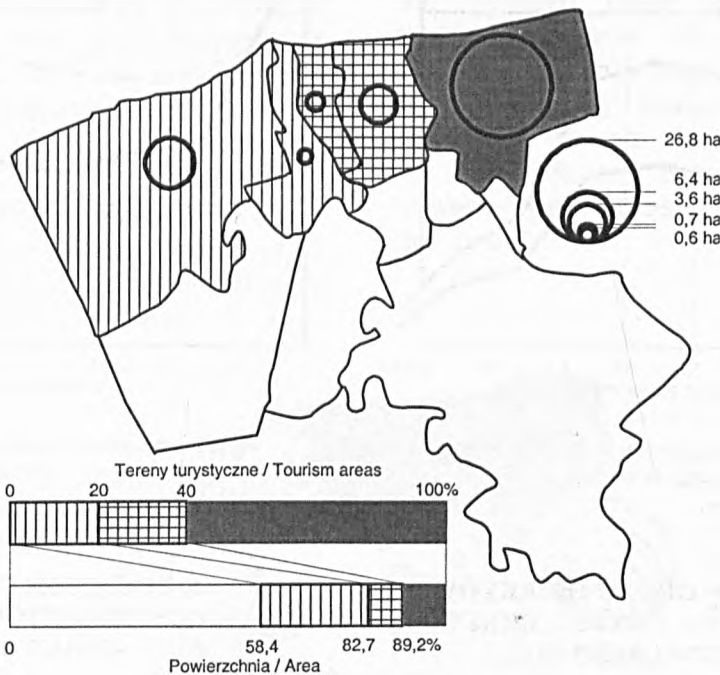 26,8 ha
6,4 ha
3,6 ha
0,7 ha
0,6 ha
Tereny turystyczne / Tourism areas
0 20 40 100%
0 58,4 82,7 89,2%
Powierzchnia / Area